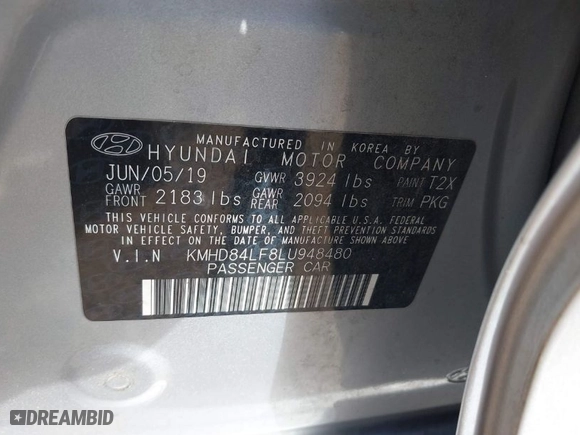 MANUFACTURED IN KOREA BY
HYUNDAI MOTOR COMPANY
JUN/05/19 GVWR 3924 lbs PAINT T2X
GAWR FRONT 2183 lbs GAWR REAR 2094 lbs TRIM PKG
THIS VEHICLE CONFORMS TO ALL APPLICABLE U.S.A. FEDERAL
MOTOR VEHICLE SAFETY, BUMPER, AND THEFT PREVENTION STANDARDS
IN EFFECT ON THE DATE OF MANUFACTURE SHOWN ABOVE.
V.I.N KMHD84LF8LU948480
PASSENGER CAR
DREAMBID